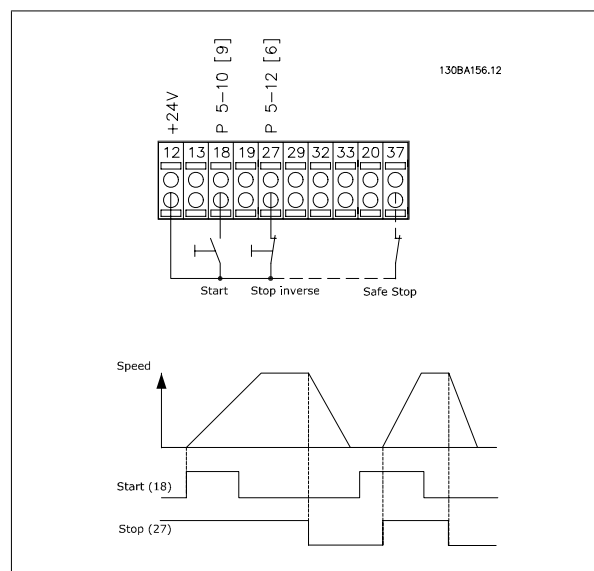 +24V
P 5-10 [9]
P 5-12 [6]
130BA156.12
12 13 18 19 27 29 32 33 20 37
Start Stop inverse Safe Stop
Speed
Start (18)
Stop (27)